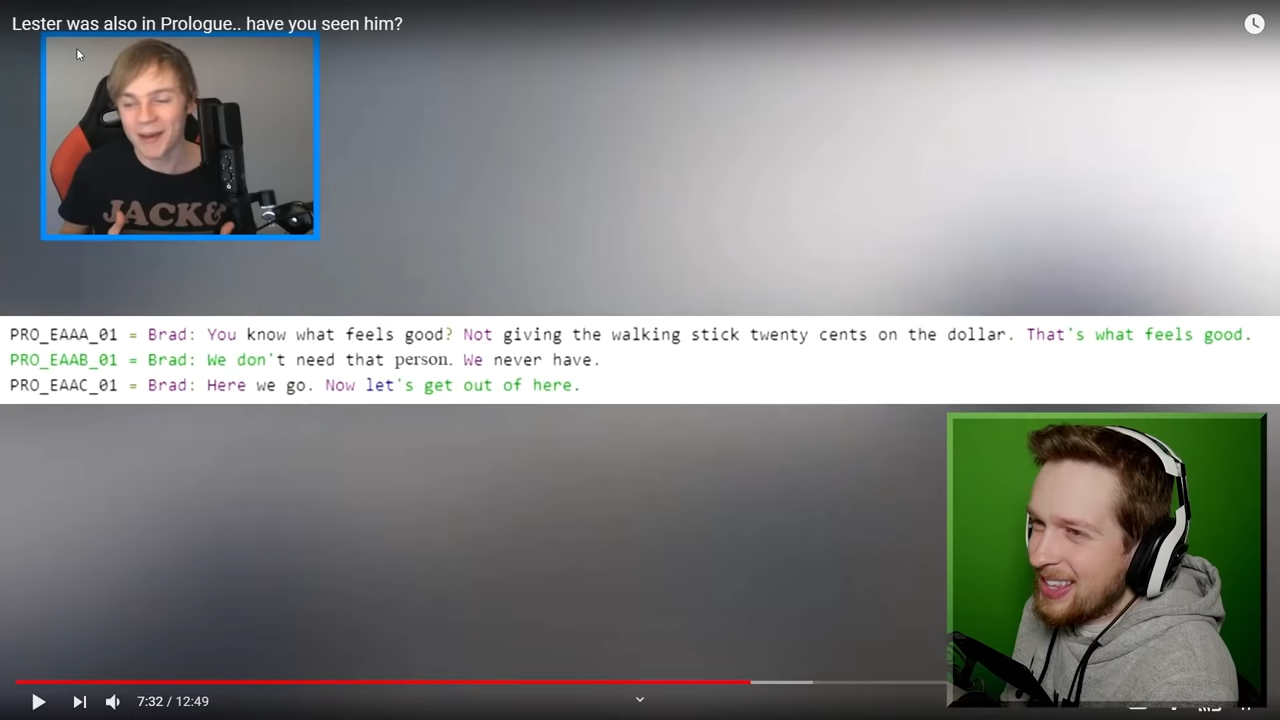 Lester was also in Prologue.. have you seen him?
JACK&
PRO_EAAA_01 = Brad: You know what feels good? Not giving the walking stick twenty cents on the dollar. That's what feels good.
PRO_EAAB_01 = Brad: We don't need that person. We never have.
PRO_EAAC_01 = Brad: Here we go. Now let's get out of here.
7:32 / 12:49